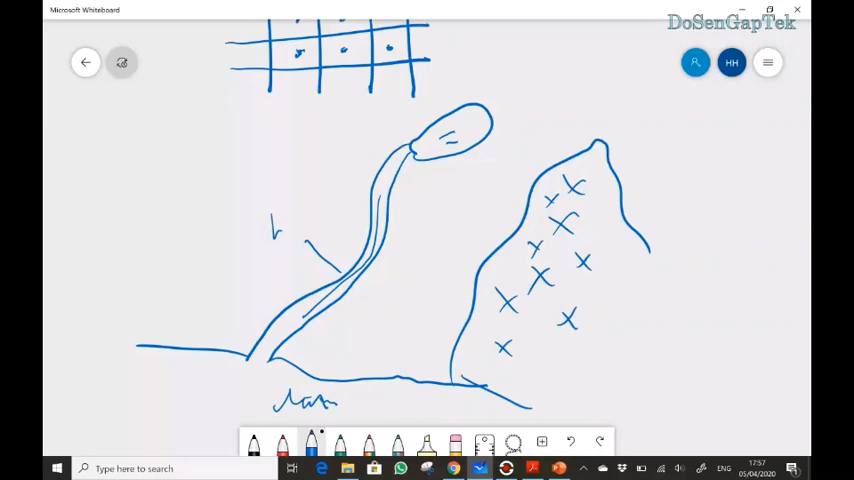 Microsoft Whiteboard
DoSenGapTek
HH
Type here to search
ENG
17:57
05/04/2020